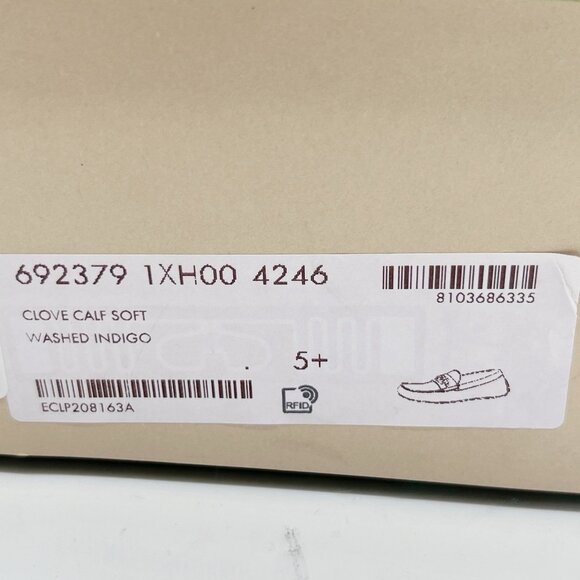 692379 1XH00 4246
8103686335
CLOVE CALF SOFT
WASHED INDIGO
. 5+
ECLP208163A
RFID